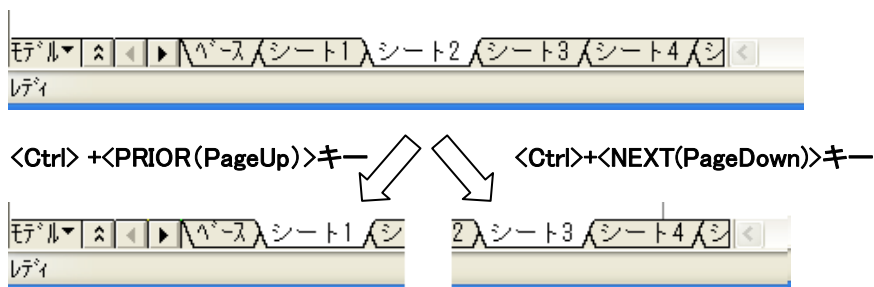 ﾓﾃﾞﾙ▼ ﾍﾞｰｽ シート1 シート2 シート3 シート4 シ
ﾚﾃﾞｨ
<Ctrl> +<PRIOR(PageUp)>キー <Ctrl>+<NEXT(PageDown)>キー
ﾓﾃﾞﾙ▼ ﾍﾞｰｽ シート1 シ 2 シート3 シート4 シ
ﾚﾃﾞｨ